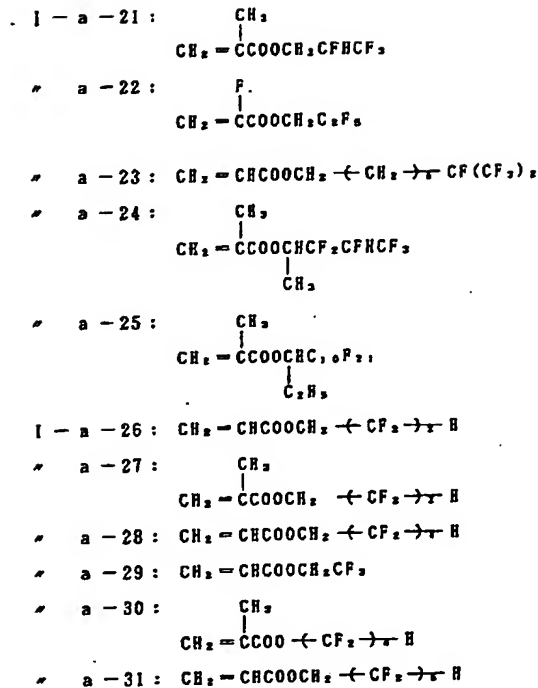 I - a - 21 : CH₃
CH₂ = CCOOCH₂CFHCF₃
〃 a - 22 : F.
CH₂ = CCOOCH₂C₂F₅
〃 a - 23 : CH₂ = CHCOOCH₂ ( CH₂ ) CF(CF₃)₂
〃 a - 24 : CH₃
CH₂ = CCOOCHCF₂CFHCF₃
CH₃
〃 a - 25 : CH₃
CH₂ = CCOOCHC₁₀F₂₁
C₂H₅
I - a - 26 : CH₂ = CHCOOCH₂ ( CF₂ )₂ H
〃 a - 27 : CH₃
CH₂ = CCOOCH₂ ( CF₂ )₂ H
〃 a - 28 : CH₂ = CHCOOCH₂ ( CF₂ ) H
〃 a - 29 : CH₂ = CHCOOCH₂CF₃
〃 a - 30 : CH₃
CH₂ = CCOO ( CF₂ ) H
〃 a - 31 : CH₂ = CHCOOCH₂ ( CF₂ ) H